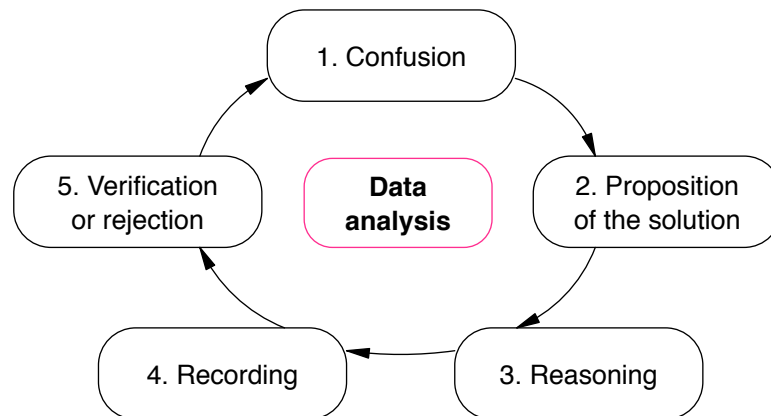 1. Confusion
2. Proposition
of the solution
3. Reasoning
4. Recording
5. Verification
or rejection
Data
analysis